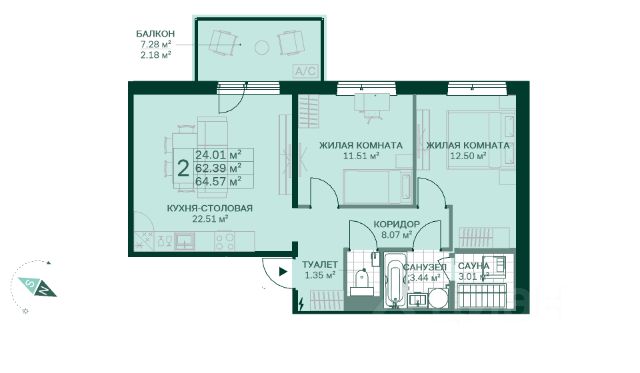 БАЛКОН
7.28 м²
2.18 м²
A/C
2
24.01 м²
62.39 м²
64.57 м²
КУХНЯ-СТОЛОВАЯ
22.51 м²
ЖИЛАЯ КОМНАТА
11.51 м²
ЖИЛАЯ КОМНАТА
12.50 м²
КОРИДОР
8.07 м²
ТУАЛЕТ
1.35 м²
САНУЗЕЛ
3.44 м²
САУНА
3.01 м²
S
N